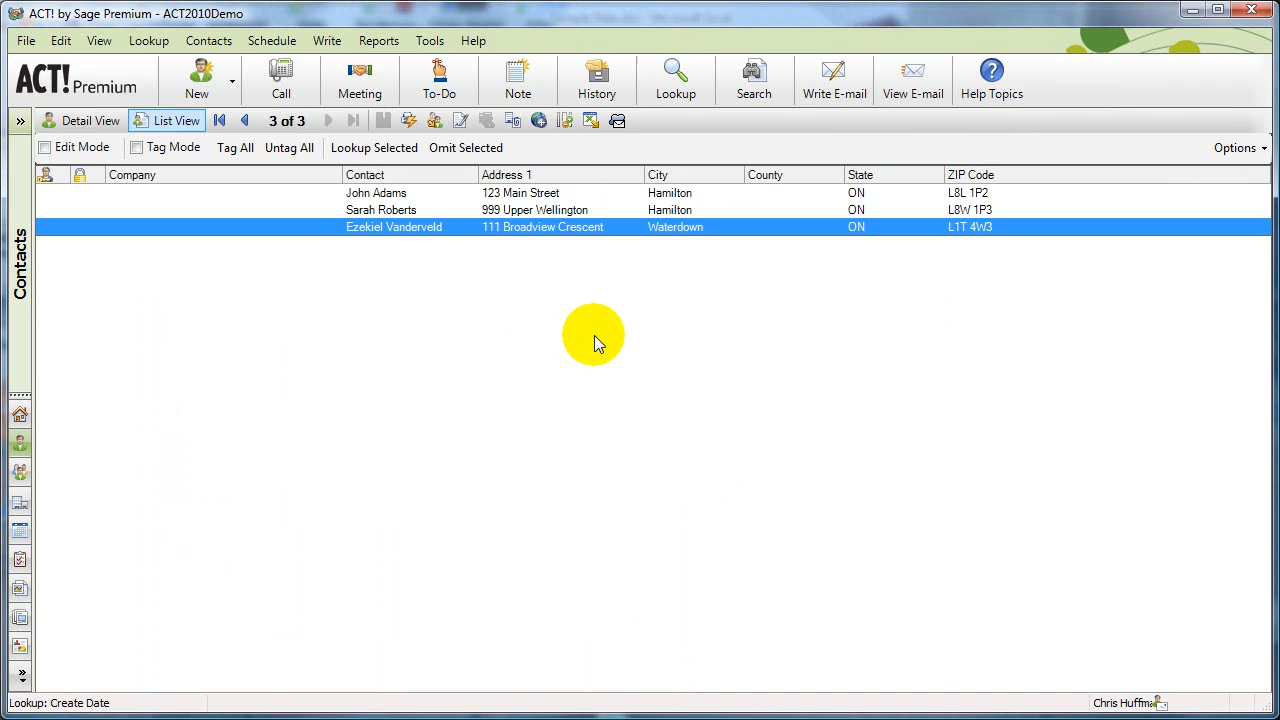 ACT! by Sage Premium - ACT2010Demo
File Edit View Lookup Contacts Schedule Write Reports Tools Help
ACT! Premium New Call Meeting To-Do Note History Lookup Search Write E-mail View E-mail Help Topics
Detail View List View 3 of 3
Edit Mode Tag Mode Tag All Untag All Lookup Selected Omit Selected Options
Company Contact Address 1 City County State ZIP Code
John Adams 123 Main Street Hamilton ON L8L 1P2
Sarah Roberts 999 Upper Wellington Hamilton ON L8W 1P3
Ezekiel Vanderveld 111 Broadview Crescent Waterdown ON L1T 4W3
Contacts
Lookup: Create Date
Chris Huffm